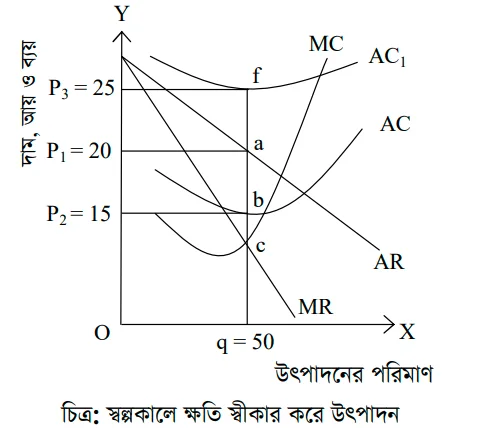 Y
MC
AC₁
f
P₃ = 25
দাম, আয় ও ব্যয়
AC
a
P₁ = 20
b
P₂ = 15
c
AR
MR
O
X
q = 50
উৎপাদনের পরিমাণ
চিত্র: স্বল্পকালে ক্ষতি স্বীকার করে উৎপাদন